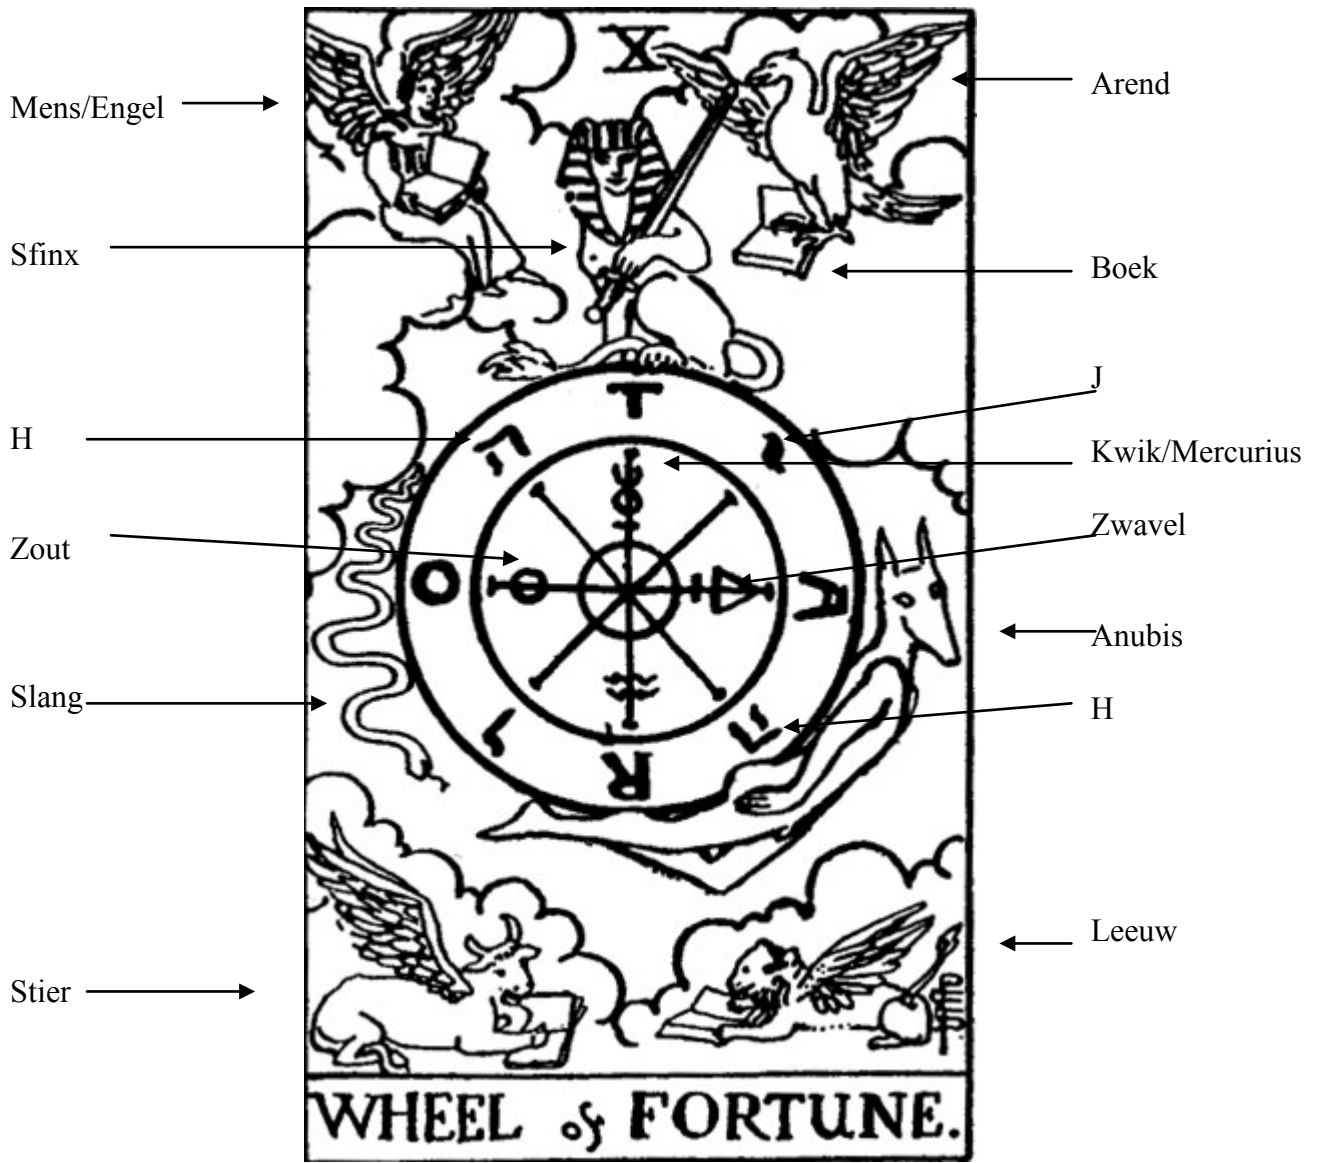 X
Mens/Engel
Arend
Sfinx
Boek
J
H
Kwik/Mercurius
Zwavel
Zout
Anubis
Slang
H
Leeuw
Stier
T
ה
י
O
A
ו
ה
R
WHEEL of FORTUNE.